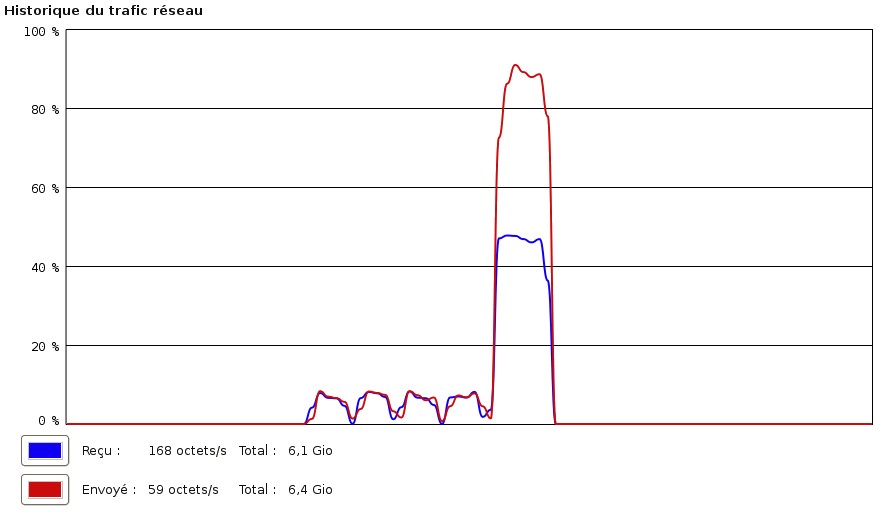 Historique du trafic réseau
100 %
80 %
60 %
40 %
20 %
0 %
Reçu : 168 octets/s Total : 6,1 Gio
Envoyé : 59 octets/s Total : 6,4 Gio